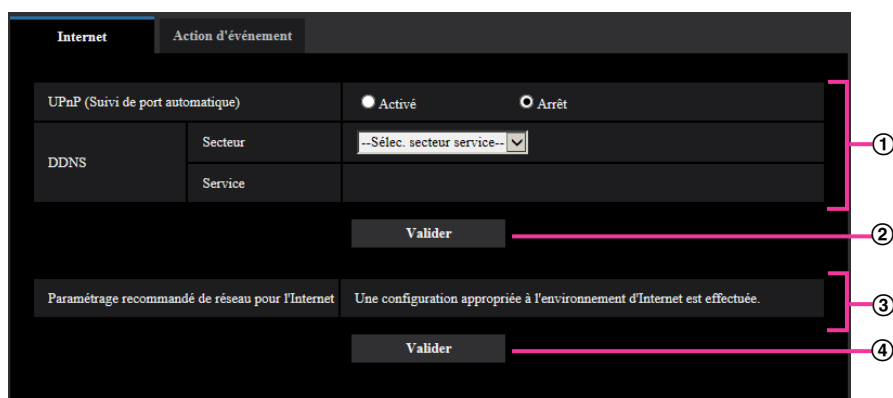 Internet
Action d'événement
UPnP (Suivi de port automatique)
Activé
Arrêt
DDNS
Secteur
--Sélec. secteur service--
Service
①
Valider
②
Paramétrage recommandé de réseau pour l'Internet
Une configuration appropriée à l'environnement d'Internet est effectuée.
③
Valider
④